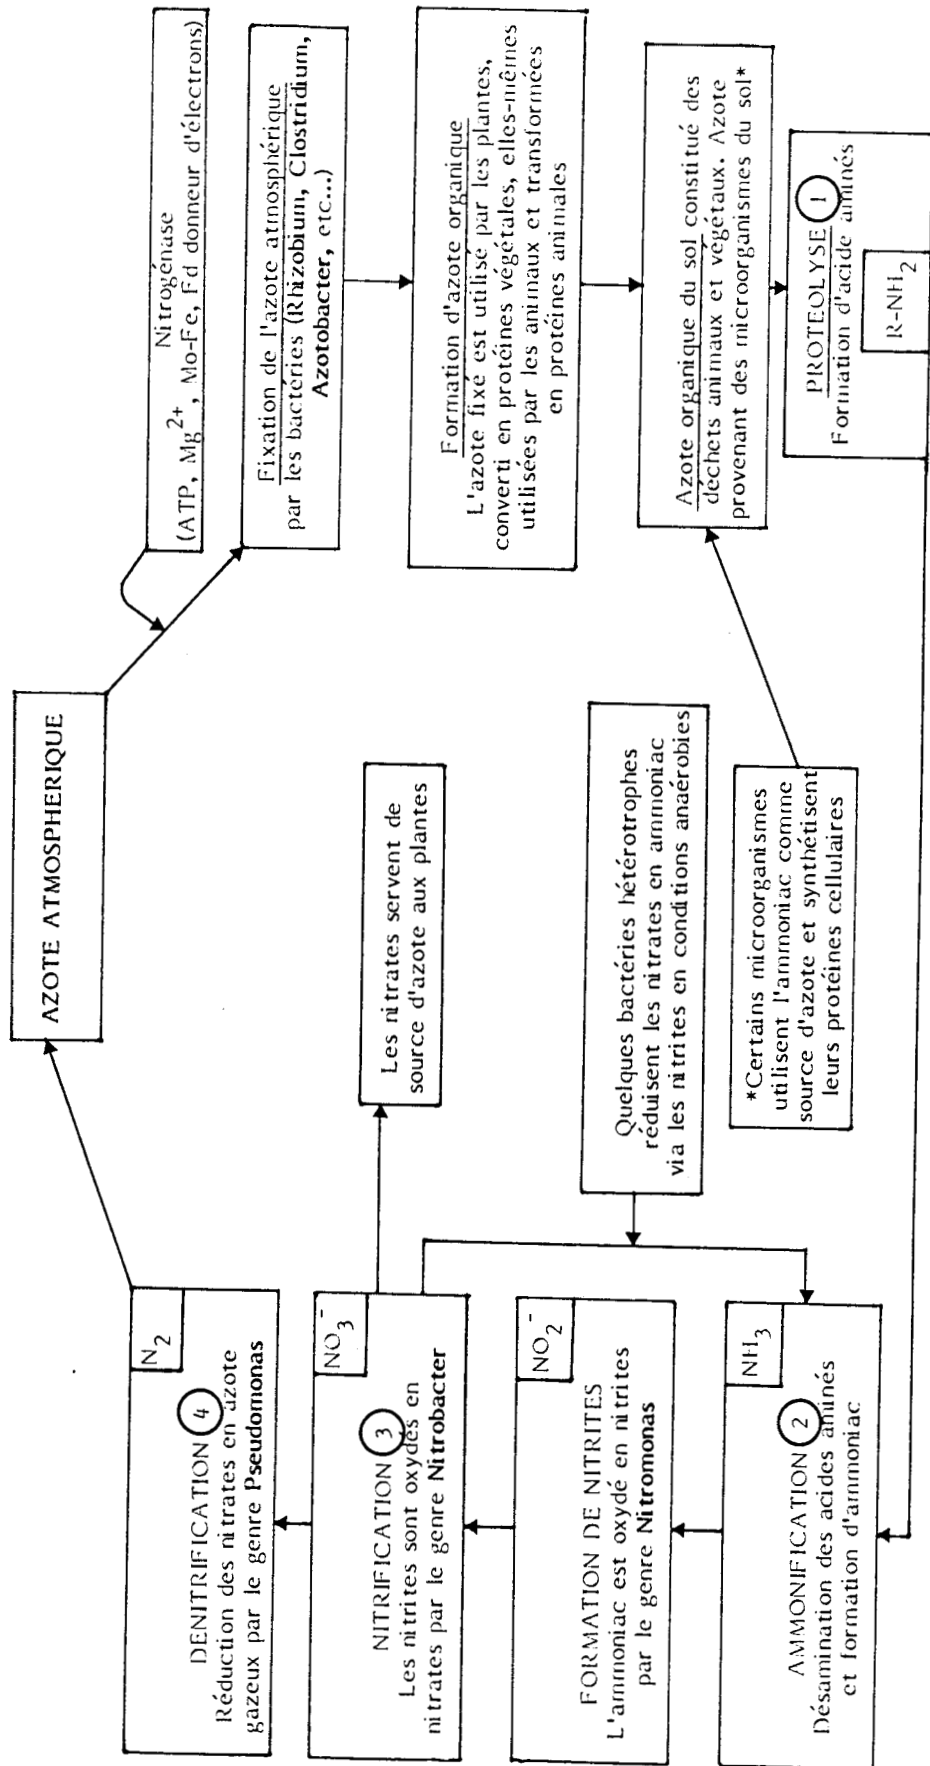 AZOTE ATMOSPHERIQUE
Nitrogénase
(ATP, Mg2+, Mo-Fe, Fd donneur d'électrons)
Fixation de l'azote atmosphérique
par les bactéries (Rhizobium, Clostridium,
Azotobacter, etc...)
Formation d'azote organique
L'azote fixé est utilisé par les plantes,
converti en protéines végétales, elles-mêmes
utilisées par les animaux et transformées
en protéines animales
Azote organique du sol constitué des
déchets animaux et végétaux. Azote
provenant des microorganismes du sol*
PROTEOLYSE 1
Formation d'acide aminés
R-NH2
*Certains microorganismes
utilisent l'ammoniac comme
source d'azote et synthétisent
leurs protéines cellulaires
NH3
AMMONIFICATION 2
Désamination des acides aminés
et formation d'ammoniac
NO2-
FORMATION DE NITRITES
L'ammoniac est oxydé en nitrites
par le genre Nitromonas
Quelques bactéries hétérotrophes
réduisent les nitrates en ammoniac
via les nitrites en conditions anaérobies
NO3-
NITRIFICATION 3
Les nitrites sont oxydés en
nitrates par le genre Nitrobacter
Les nitrates servent de
source d'azote aux plantes
N2
DENITRIFICATION 4
Réduction des nitrates en azote
gazeux par le genre Pseudomonas